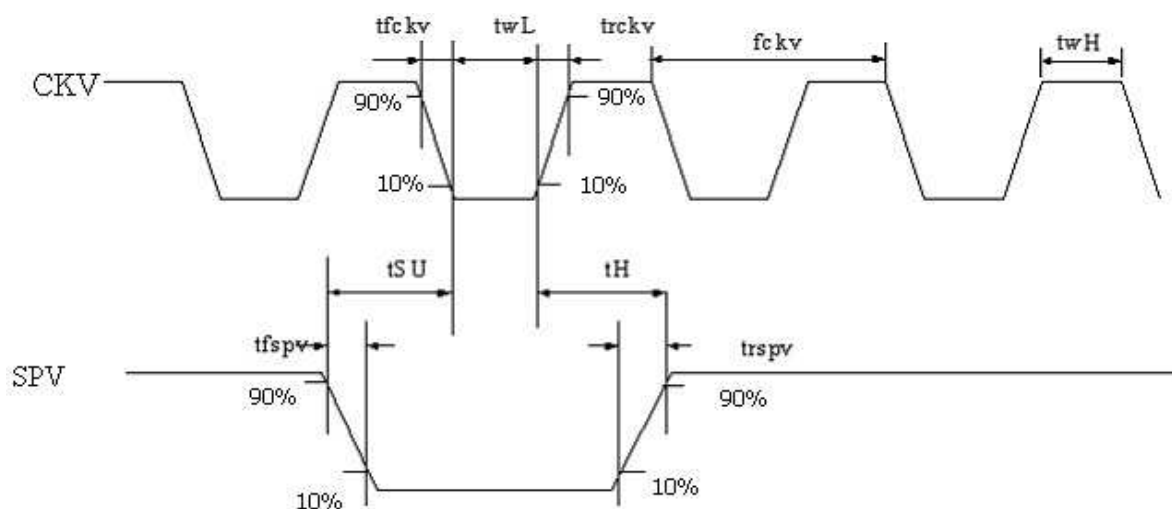 tfckv twL trckv fckv twH
CKV
90% 90%
10% 10%
tSU tH
tfspv trspv
SPV
90% 90%
10% 10%